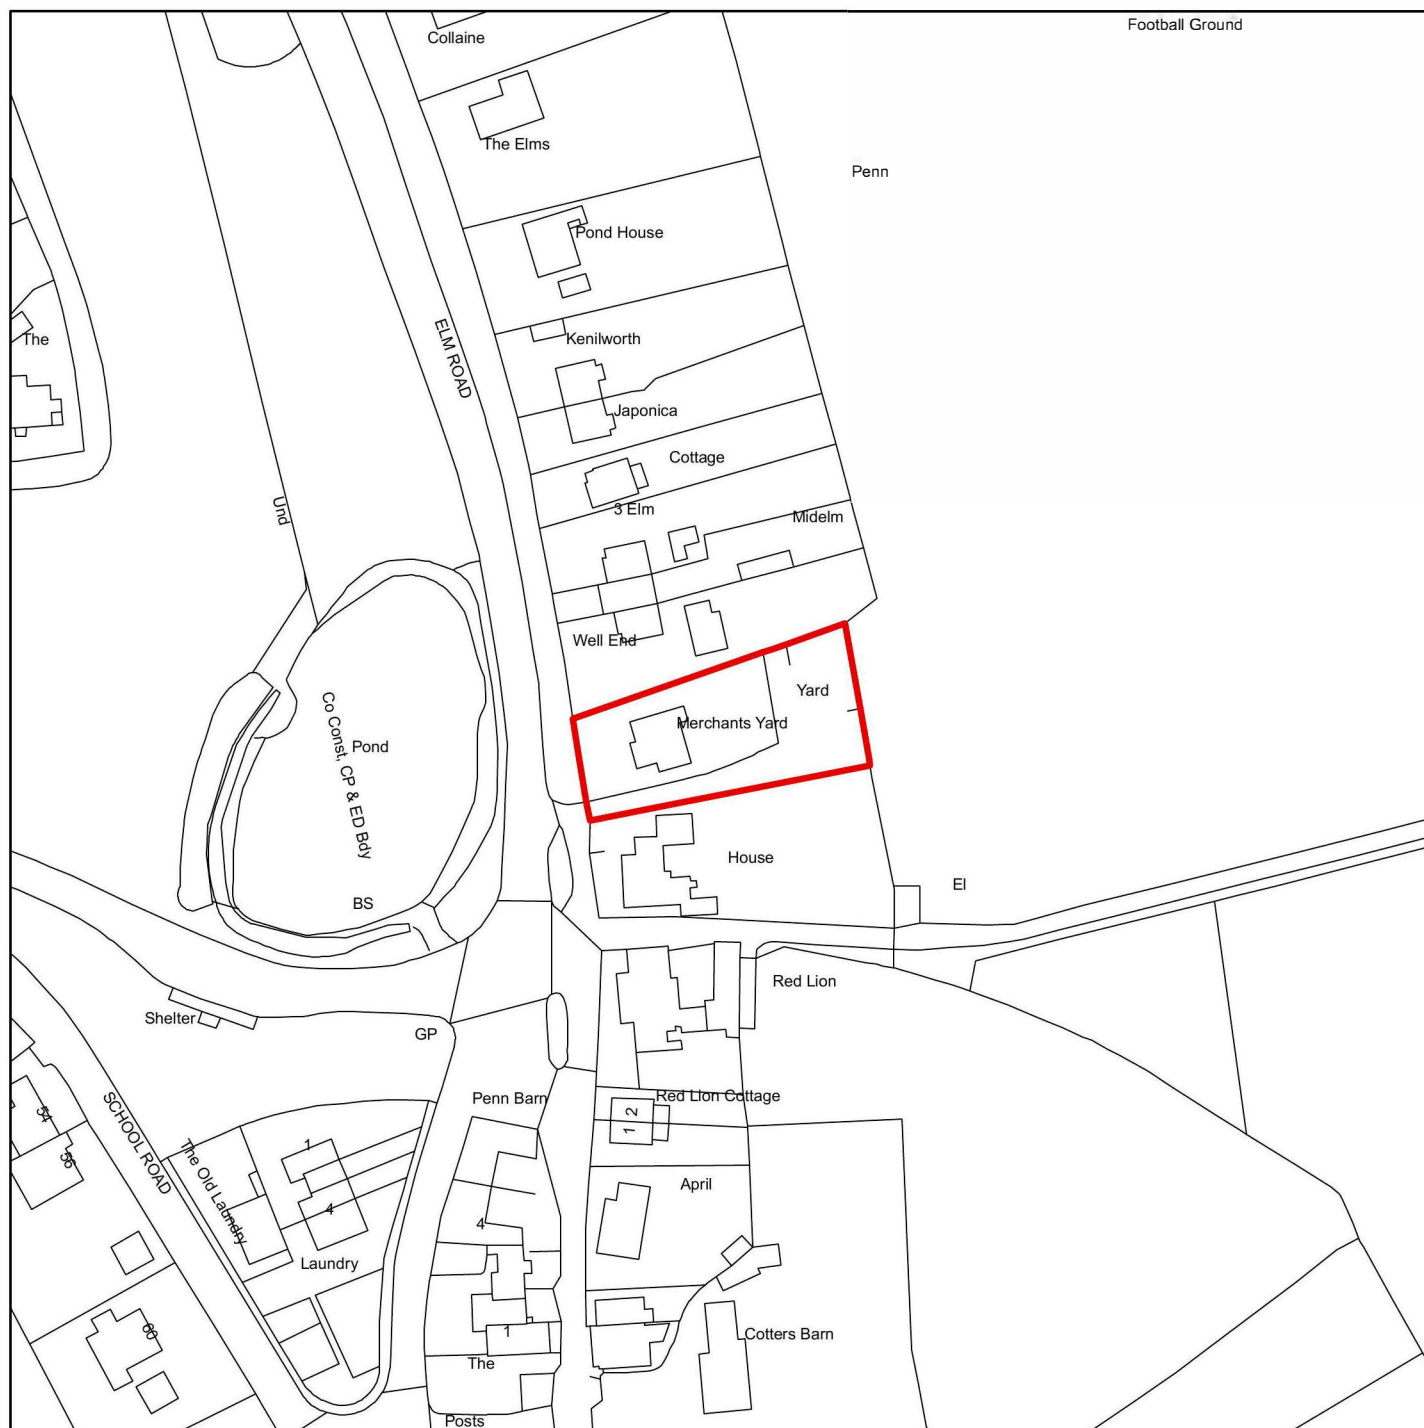 Football Ground
Collaine
The Elms
Penn
Pond House
ELM ROAD
Kenilworth
The
Japonica
Cottage
3 Elm
Midelm
Und
Well End
Yard
Merchants Yard
Pond
Co Const, CP & ED Bdy
House
El
BS
Red Lion
Shelter
GP
Penn Barn
Red Lion Cottage
1 2
54
56
SCHOOL ROAD
The Old Laundry
1
4
April
4
Laundry
60
1
Cotters Barn
The
Posts